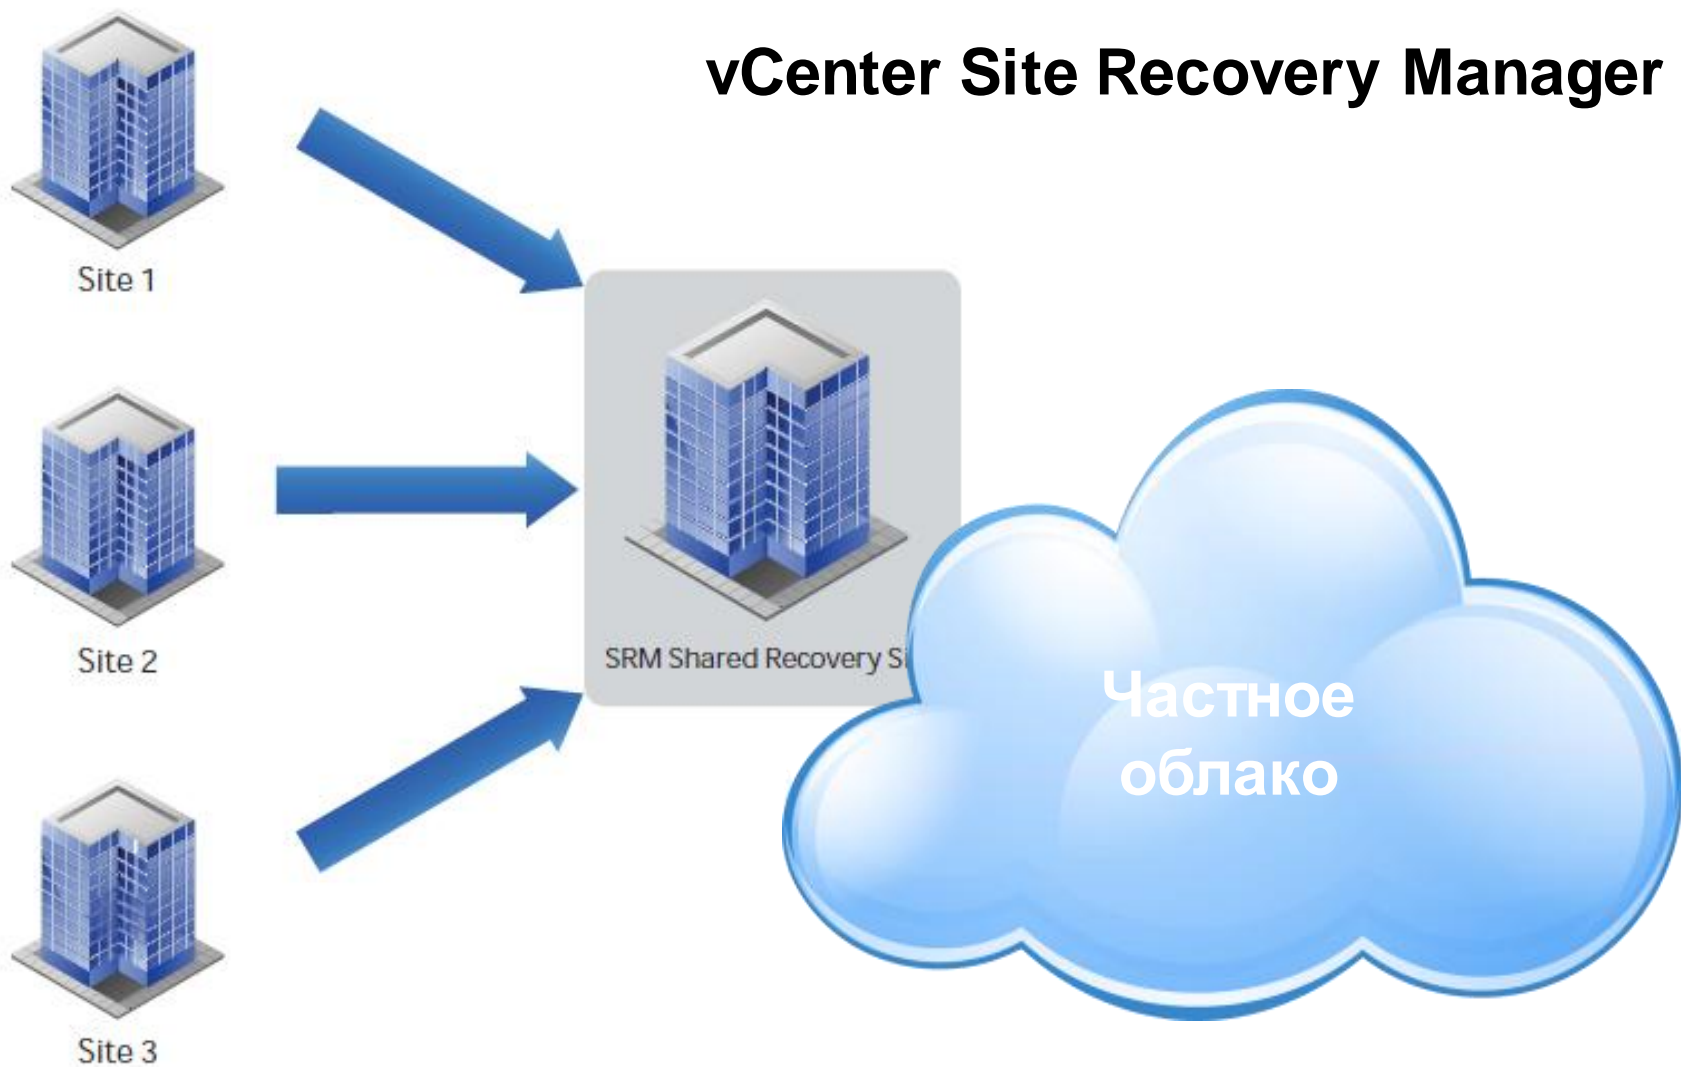 vCenter Site Recovery Manager
Site 1
Site 2
SRM Shared Recovery
Частное
облако
Site 3